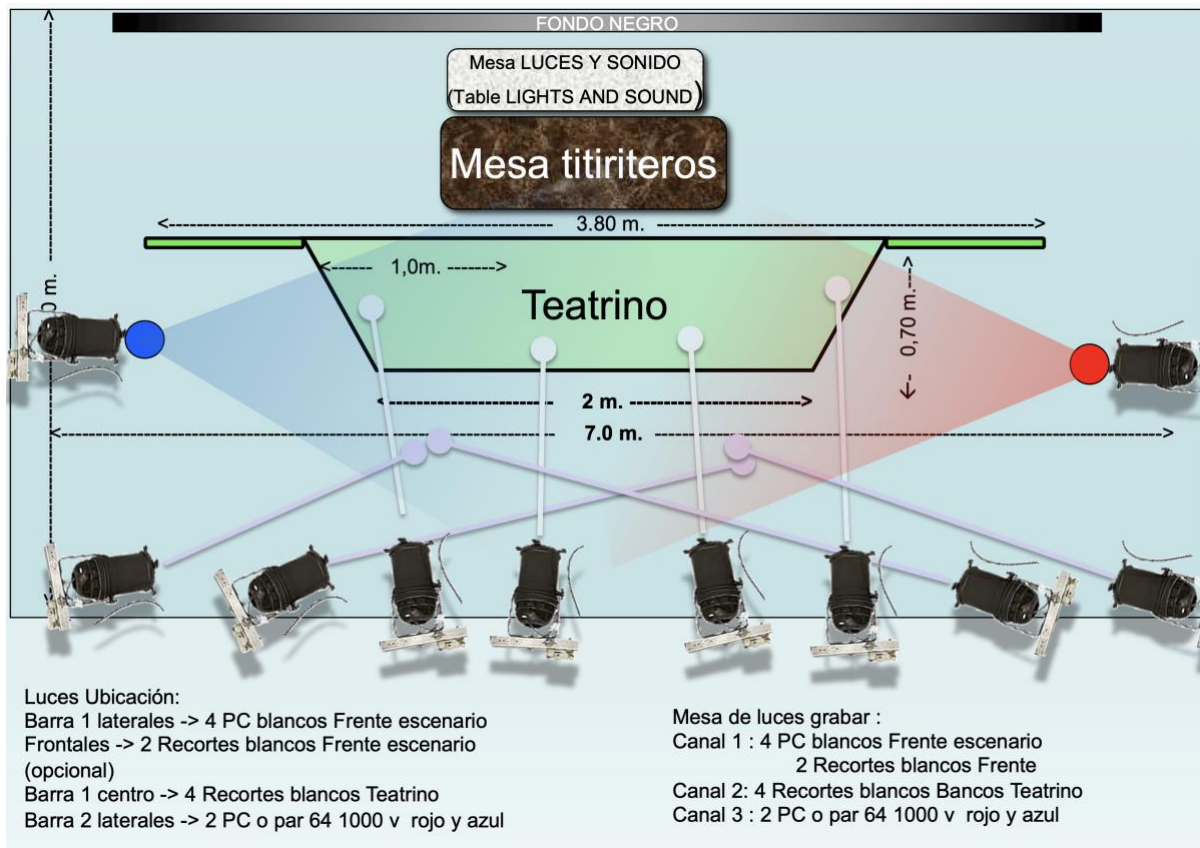 FONDO NEGRO
Mesa LUCES Y SONIDO
(Table LIGHTS AND SOUND)
Mesa titiriteros
3.80 m.
1,0m.
Teatrino
0,70 m.
m.
2 m.
7.0 m.
Luces Ubicación:
Barra 1 laterales -> 4 PC blancos Frente escenario
Frontales -> 2 Recortes blancos Frente escenario
(opcional)
Barra 1 centro -> 4 Recortes blancos Teatrino
Barra 2 laterales -> 2 PC o par 64 1000 v rojo y azul
Mesa de luces grabar :
Canal 1 : 4 PC blancos Frente escenario
2 Recortes blancos Frente
Canal 2: 4 Recortes blancos Bancos Teatrino
Canal 3 : 2 PC o par 64 1000 v rojo y azul